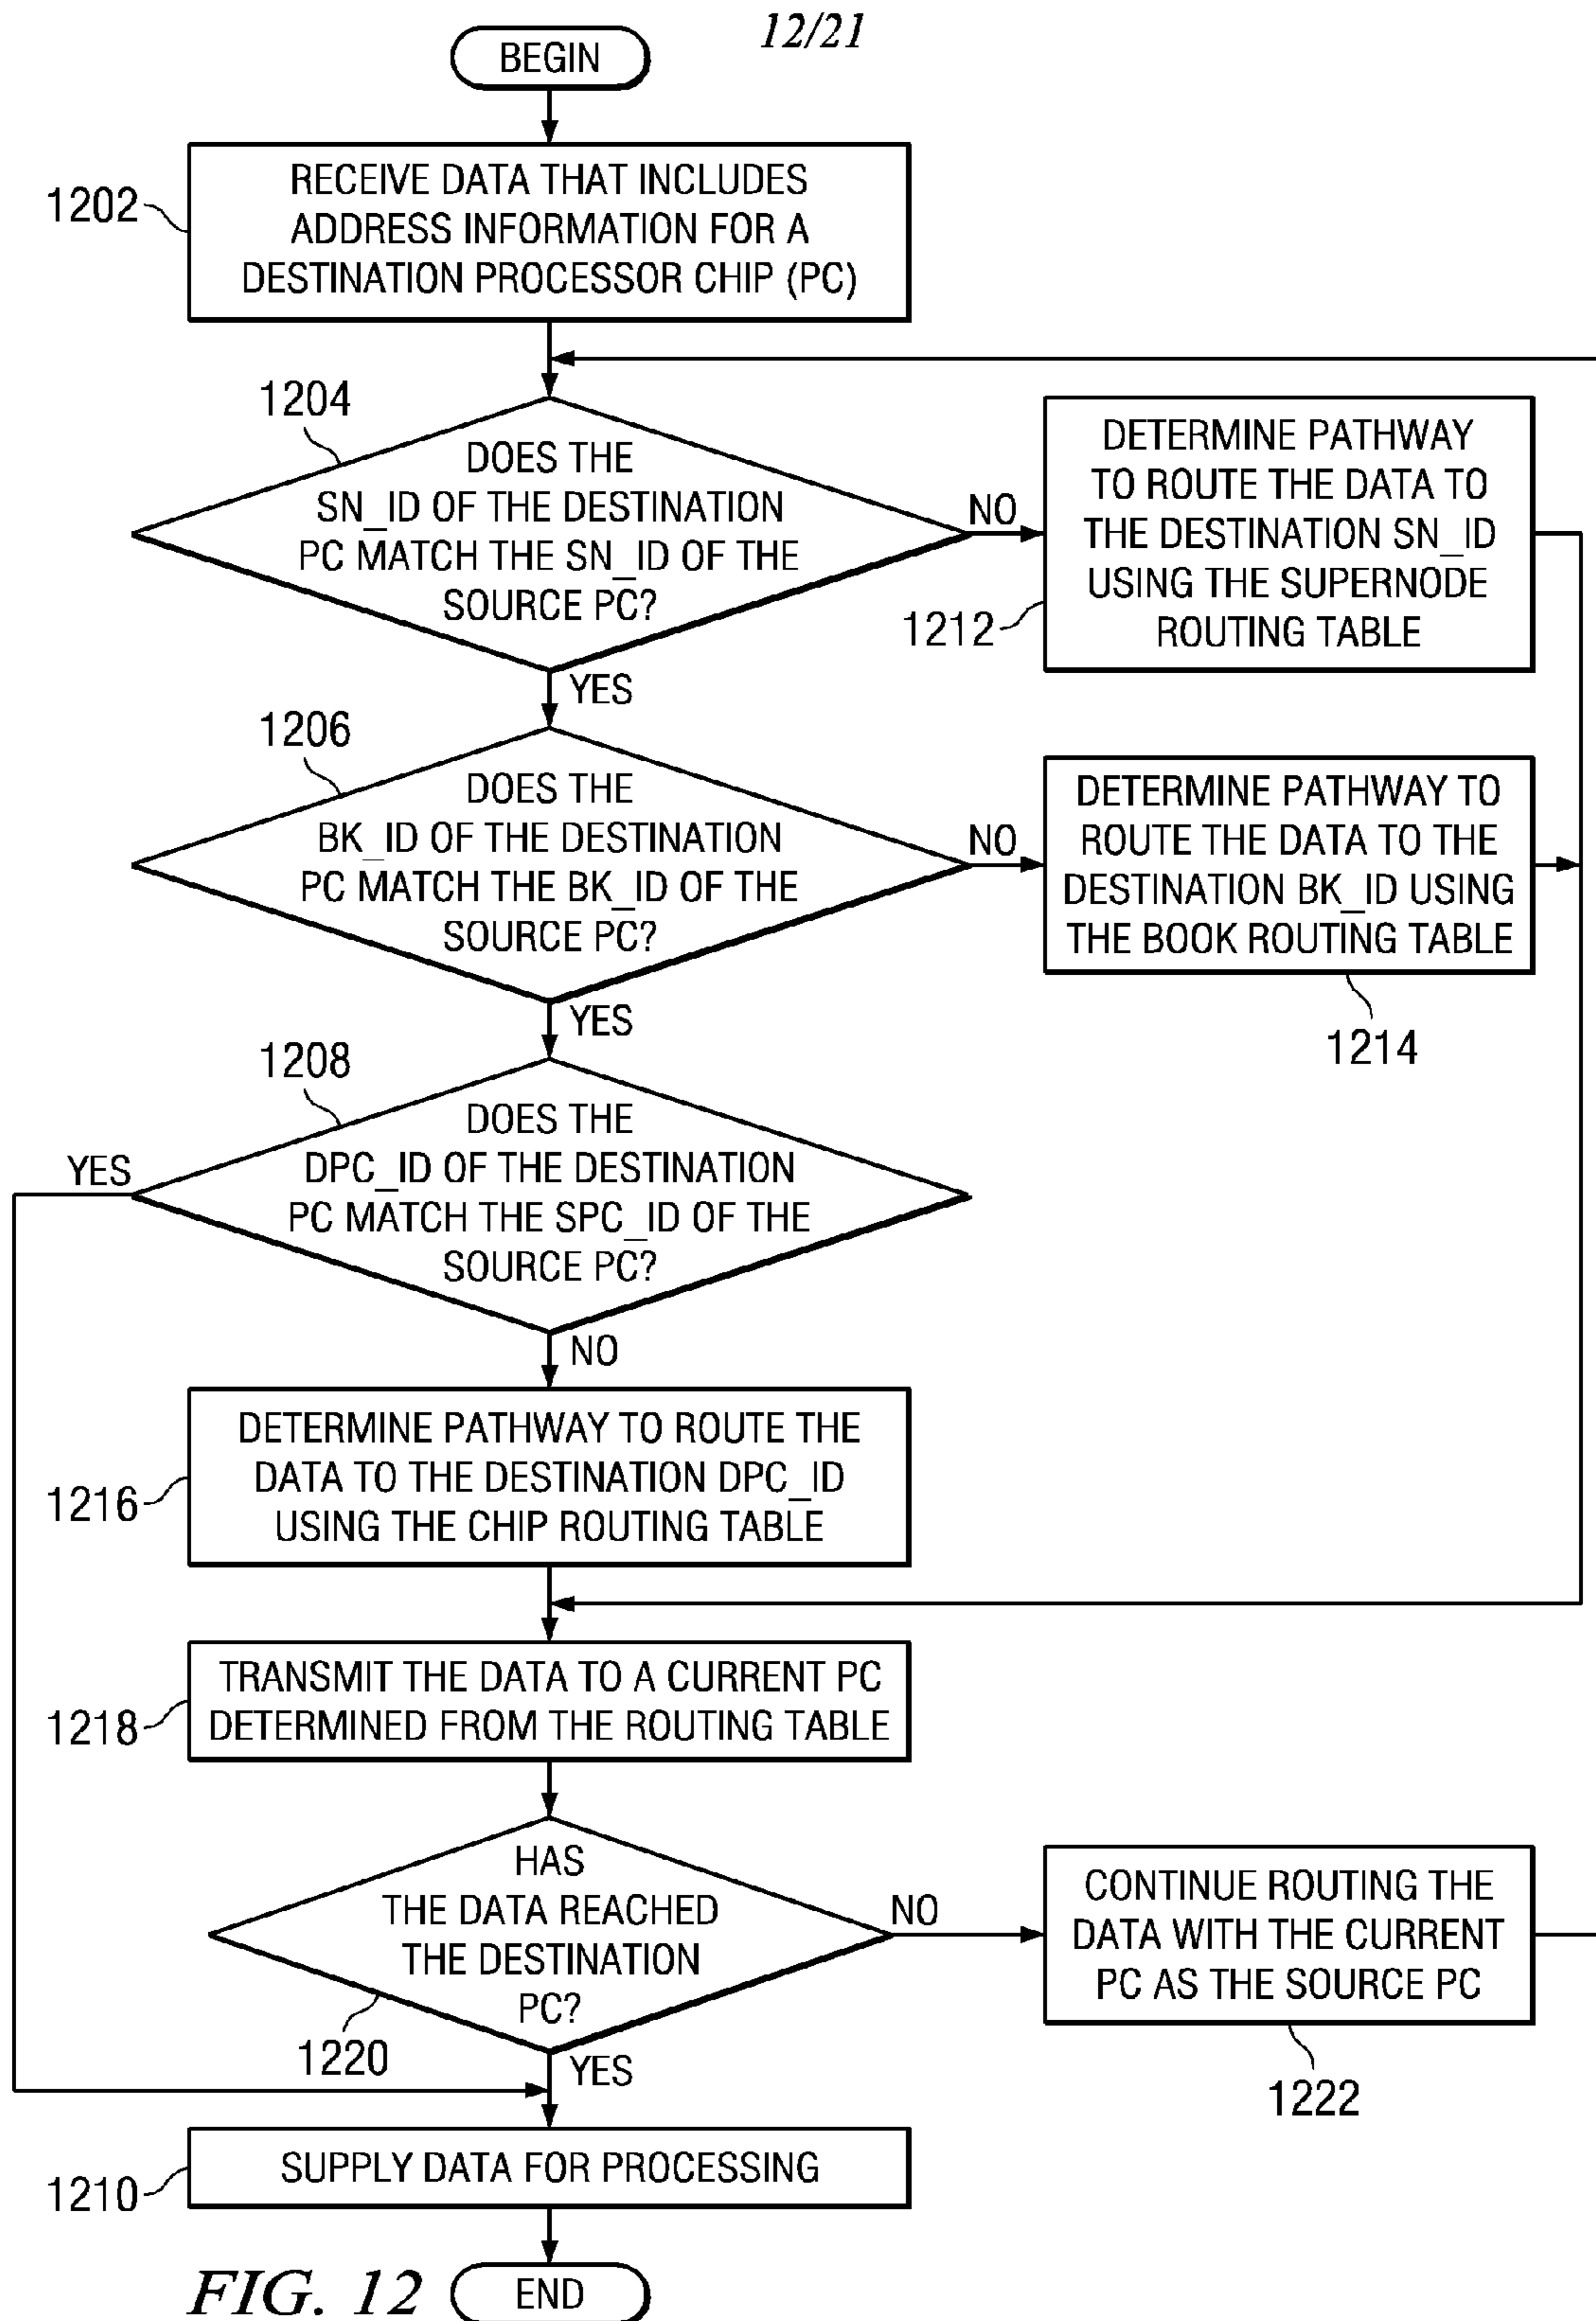 12/21
BEGIN
1202
RECEIVE DATA THAT INCLUDES
ADDRESS INFORMATION FOR A
DESTINATION PROCESSOR CHIP (PC)
1204
DOES THE
SN_ID OF THE DESTINATION
PC MATCH THE SN_ID OF THE
SOURCE PC?
NO
YES
1212
DETERMINE PATHWAY
TO ROUTE THE DATA TO
THE DESTINATION SN_ID
USING THE SUPERNODE
ROUTING TABLE
1206
DOES THE
BK_ID OF THE DESTINATION
PC MATCH THE BK_ID OF THE
SOURCE PC?
NO
YES
DETERMINE PATHWAY TO
ROUTE THE DATA TO THE
DESTINATION BK_ID USING
THE BOOK ROUTING TABLE
1214
1208
DOES THE
DPC_ID OF THE DESTINATION
PC MATCH THE SPC_ID OF THE
SOURCE PC?
YES
NO
1216
DETERMINE PATHWAY TO ROUTE THE
DATA TO THE DESTINATION DPC_ID
USING THE CHIP ROUTING TABLE
1218
TRANSMIT THE DATA TO A CURRENT PC
DETERMINED FROM THE ROUTING TABLE
HAS
THE DATA REACHED
THE DESTINATION
PC?
1220
NO
YES
CONTINUE ROUTING THE
DATA WITH THE CURRENT
PC AS THE SOURCE PC
1222
1210
SUPPLY DATA FOR PROCESSING
END
FIG. 12